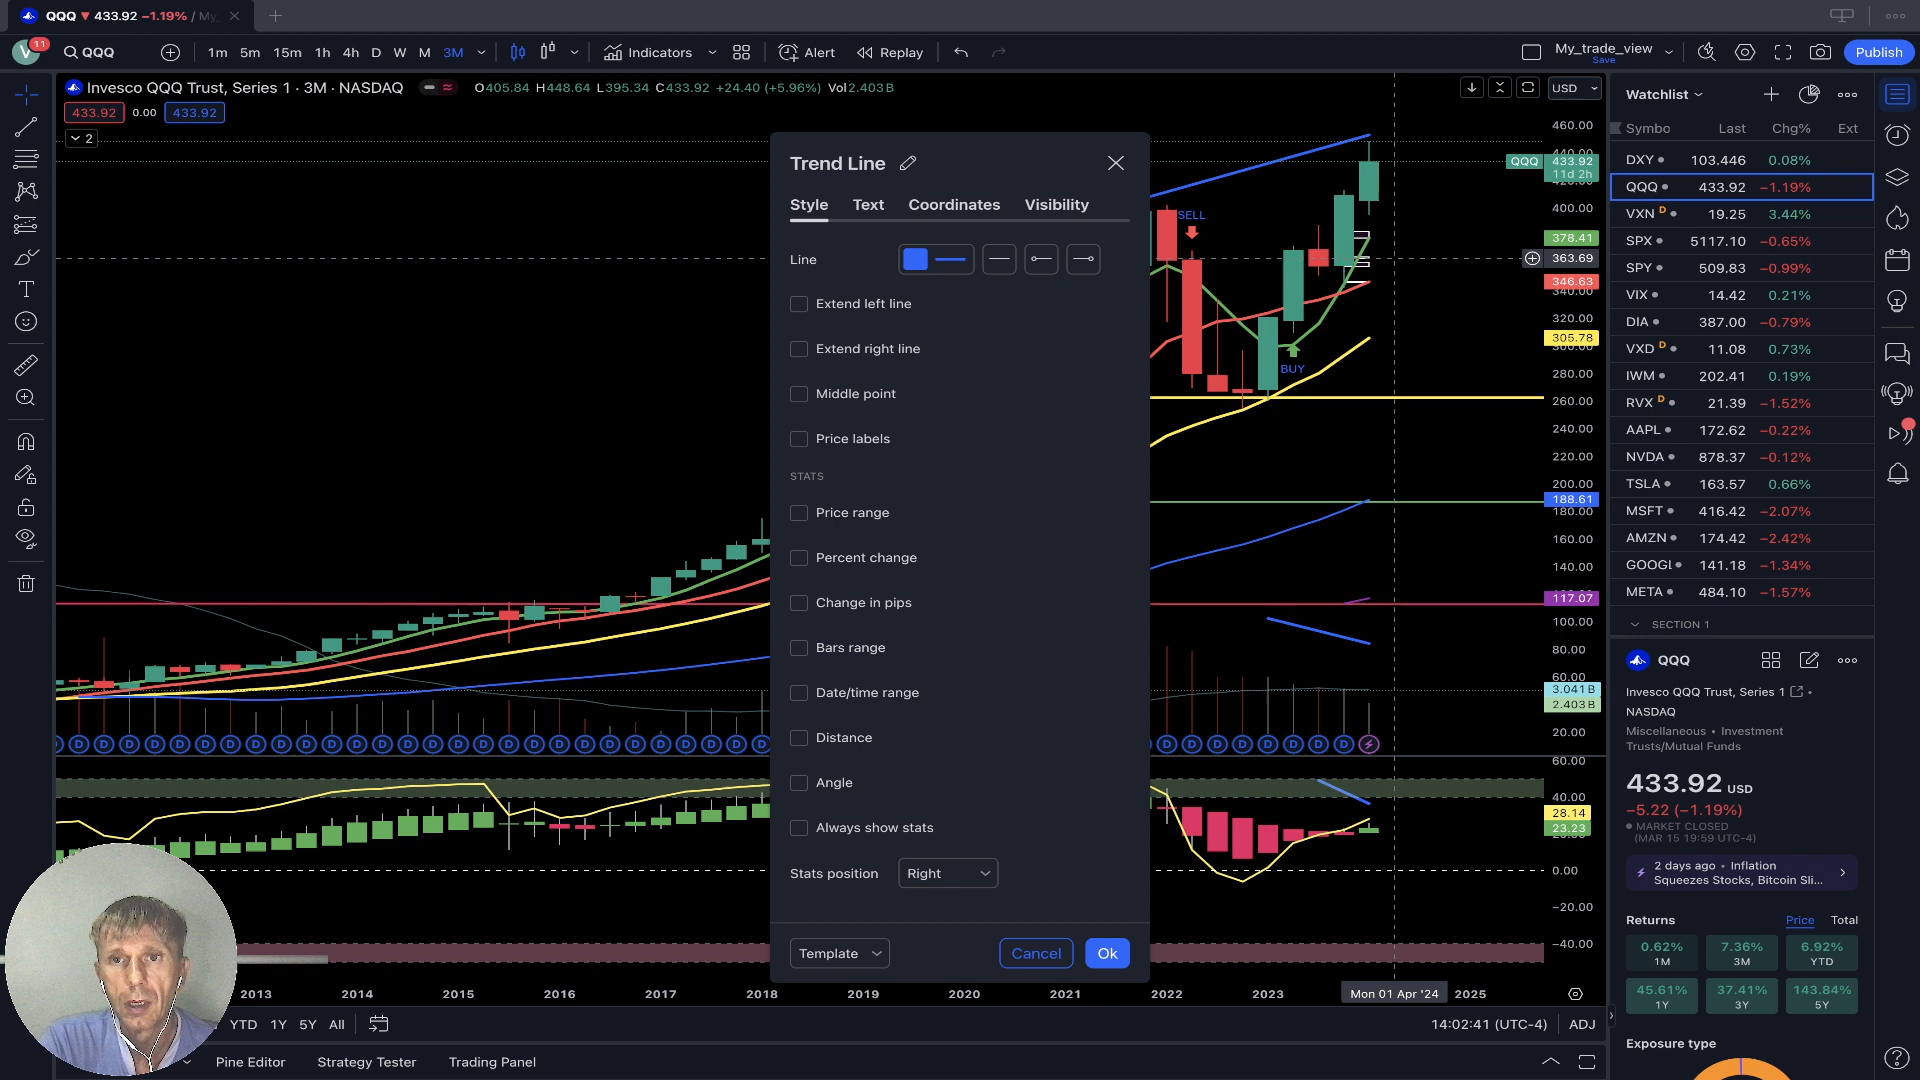 QQQ ▼ 433.92 −1.19% / My_
11
QQQ 1m 5m 15m 1h 4h D W M 3M Indicators Alert Replay My_trade_view Publish
Save
Invesco QQQ Trust, Series 1 · 3M · NASDAQ O405.84 H448.64 L395.34 C433.92 +24.40 (+5.96%) Vol2.403B USD
433.92 0.00 433.92
2
Trend Line
Style Text Coordinates Visibility
Line
Extend left line
Extend right line
Middle point
Price labels
STATS
Price range
Percent change
Change in pips
Bars range
Date/time range
Distance
Angle
Always show stats
Stats position Right
Template Cancel Ok
SELL
BUY
460.00
440.00
QQQ 433.92
11d 2h
420.00
400.00
378.41
363.69
346.63
340.00
320.00
305.78
300.00
280.00
260.00
240.00
220.00
200.00
188.61
180.00
160.00
140.00
117.07
100.00
80.00
60.00
3.041B
2.403B
20.00
D D D D D D D D D D D D D D D D D D D D D D D D D D D D D D D D D D D D D
60.00
40.00
28.14
23.23
0.00
−20.00
−40.00
2013 2014 2015 2016 2017 2018 2019 2020 2021 2022 2023 Mon 01 Apr '24 2025
YTD 1Y 5Y All 14:02:41 (UTC-4) ADJ
Pine Editor Strategy Tester Trading Panel
Watchlist
Symbo Last Chg% Ext
DXY 103.446 0.08%
QQQ 433.92 −1.19%
VXN D 19.25 3.44%
SPX 5117.10 −0.65%
SPY 509.83 −0.99%
VIX 14.42 0.21%
DIA 387.00 −0.79%
VXD D 11.08 0.73%
IWM 202.41 0.19%
RVX D 21.39 −1.52%
AAPL 172.62 −0.22%
NVDA 878.37 −0.12%
TSLA 163.57 0.66%
MSFT 416.42 −2.07%
AMZN 174.42 −2.42%
GOOGL 141.18 −1.34%
META 484.10 −1.57%
SECTION 1
QQQ
Invesco QQQ Trust, Series 1 •
NASDAQ
Miscellaneous • Investment
Trusts/Mutual Funds
433.92 USD
−5.22 (−1.19%)
MARKET CLOSED
(MAR 15 19:59 UTC-4)
2 days ago • Inflation
Squeezes Stocks, Bitcoin Sli...
Returns Price Total
0.62% 7.36% 6.92%
1M 3M YTD
45.61% 37.41% 143.84%
1Y 3Y 5Y
Exposure type